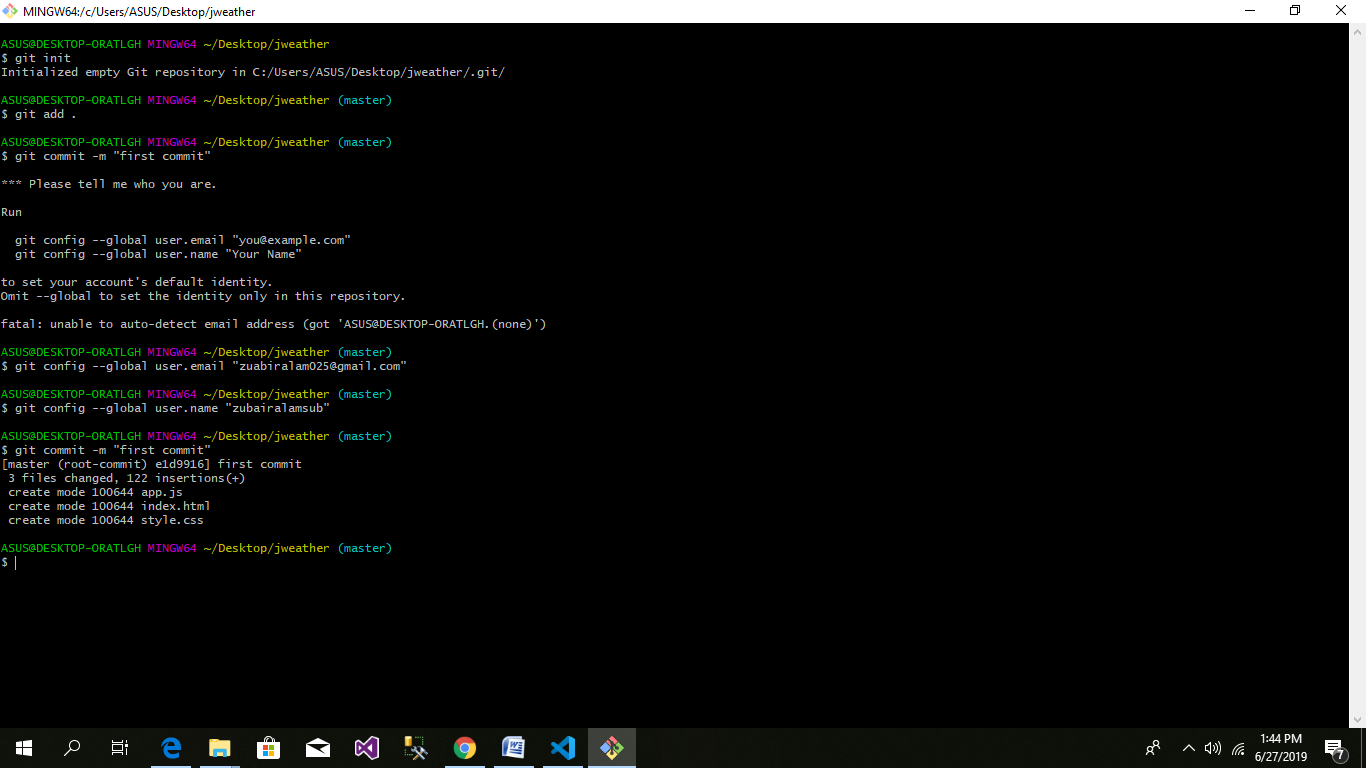 MINGW64:/c/Users/ASUS/Desktop/jweather
ASUS@DESKTOP-ORATLGH MINGW64 ~/Desktop/jweather
$ git init
Initialized empty Git repository in C:/Users/ASUS/Desktop/jweather/.git/
ASUS@DESKTOP-ORATLGH MINGW64 ~/Desktop/jweather (master)
$ git add .
ASUS@DESKTOP-ORATLGH MINGW64 ~/Desktop/jweather (master)
$ git commit -m "first commit"
*** Please tell me who you are.
Run
git config --global user.email "you@example.com"
git config --global user.name "Your Name"
to set your account's default identity.
Omit --global to set the identity only in this repository.
fatal: unable to auto-detect email address (got 'ASUS@DESKTOP-ORATLGH.(none)')
ASUS@DESKTOP-ORATLGH MINGW64 ~/Desktop/jweather (master)
$ git config --global user.email "zuabiralam025@gmail.com"
ASUS@DESKTOP-ORATLGH MINGW64 ~/Desktop/jweather (master)
$ git config --global user.name "zubairalamsub"
ASUS@DESKTOP-ORATLGH MINGW64 ~/Desktop/jweather (master)
$ git commit -m "first commit"
[master (root-commit) e1d9916] first commit
3 files changed, 122 insertions(+)
create mode 100644 app.js
create mode 100644 index.html
create mode 100644 style.css
ASUS@DESKTOP-ORATLGH MINGW64 ~/Desktop/jweather (master)
$
1:44 PM
6/27/2019
7